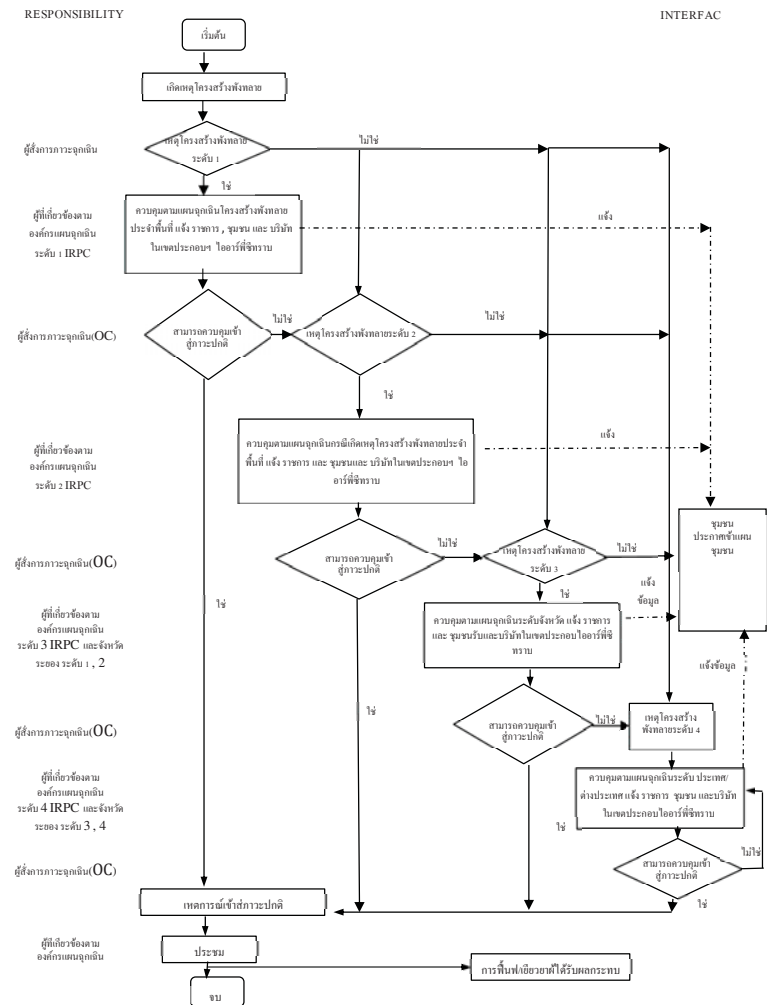 RESPONSIBILITY
INTERFAC
เริ่มต้น
เกิดเหตุโครงสร้างพังทลาย
ผู้สั่งการภาวะฉุกเฉิน
เหตุโครงสร้างพังทลาย
ระดับ 1
ไม่ใช่
ใช่
ผู้ที่เกี่ยวข้องตาม
องค์กรแผนฉุกเฉิน
ระดับ 1 IRPC
ควบคุมตามแผนฉุกเฉินโครงสร้างพังทลาย
ประจำพื้นที่ แจ้ง ราชการ , ชุมชน และ บริษัท
ในเขตประกอบฯ ไออาร์พีซีทราบ
แจ้ง
ผู้สั่งการภาวะฉุกเฉิน(OC)
สามารถควบคุมเข้า
สู่ภาวะปกติ
ไม่ใช่
เหตุโครงสร้างพังทลายระดับ 2
ไม่ใช่
ใช่
ผู้ที่เกี่ยวข้องตาม
องค์กรแผนฉุกเฉิน
ระดับ 2 IRPC
ควบคุมตามแผนฉุกเฉินกรณีเกิดเหตุโครงสร้างพังทลายประจำ
พื้นที่ แจ้ง ราชการ และ ชุมชนและ บริษัทในเขตประกอบฯ ไอ
อาร์พีซีทราบ
แจ้ง
ชุมชน
ประกาศเข้าแผน
ชุมชน
ผู้สั่งการภาวะฉุกเฉิน(OC)
สามารถควบคุมเข้า
สู่ภาวะปกติ
ไม่ใช่
เหตุโครงสร้างพังทลาย
ระดับ 3
ไม่ใช่
ใช่
แจ้ง
ข้อมูล
ใช่
ผู้ที่เกี่ยวข้องตาม
องค์กรแผนฉุกเฉิน
ระดับ 3 IRPC และจังหวัด
ระยอง ระดับ 1 , 2
ควบคุมตามแผนฉุกเฉินระดับจังหวัด แจ้ง ราชการ
และ ชุมชนรับและบริษัทในเขตประกอบไออาร์พีซี
ทราบ
แจ้งข้อมูล
ใช่
ผู้สั่งการภาวะฉุกเฉิน(OC)
สามารถควบคุมเข้า
สู่ภาวะปกติ
ไม่ใช่
เหตุโครงสร้าง
พังทลายระดับ 4
ผู้ที่เกี่ยวข้องตาม
องค์กรแผนฉุกเฉิน
ระดับ 4 IRPC และจังหวัด
ระยอง ระดับ 3 , 4
ควบคุมตามแผนฉุกเฉินระดับ ประเทศ/
ต่างประเทศ แจ้ง ราชการ ชุมชน และบริษัท
ในเขตประกอบไออาร์พีซีทราบ
ใช่
ไม่ใช่
ผู้สั่งการภาวะฉุกเฉิน(OC)
สามารถควบคุมเข้า
สู่ภาวะปกติ
ใช่
เหตุการณ์เข้าสู่ภาวะปกติ
ผู้ที่เกี่ยวข้องตาม
องค์กรแผนฉุกเฉิน
ประชุม
การฟื้นฟู/เยียวยาผู้ได้รับผลกระทบ
จบ